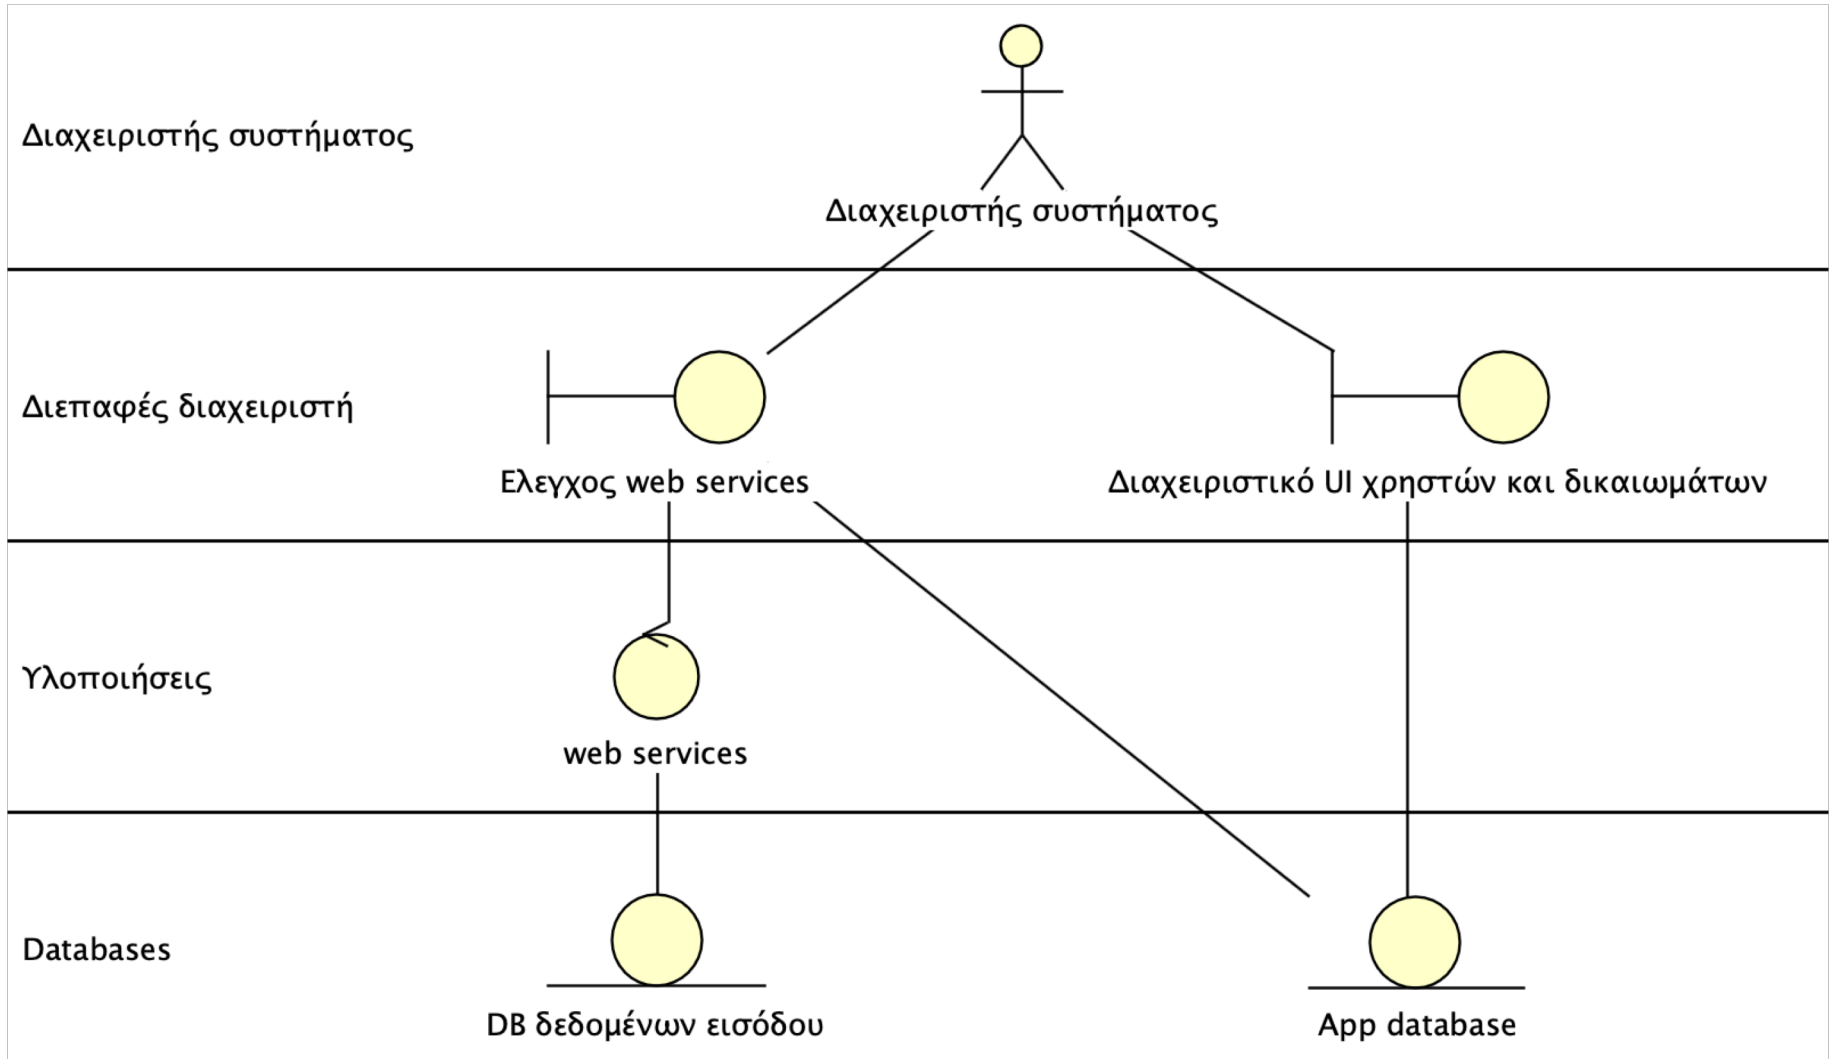 Διαχειριστής συστήματος
Διαχειριστής συστήματος
Διεπαφές διαχειριστή
Ελεγχος web services
Διαχειριστικό UI χρηστών και δικαιωμάτων
Υλοποιήσεις
web services
Databases
DB δεδομένων εισόδου
App database